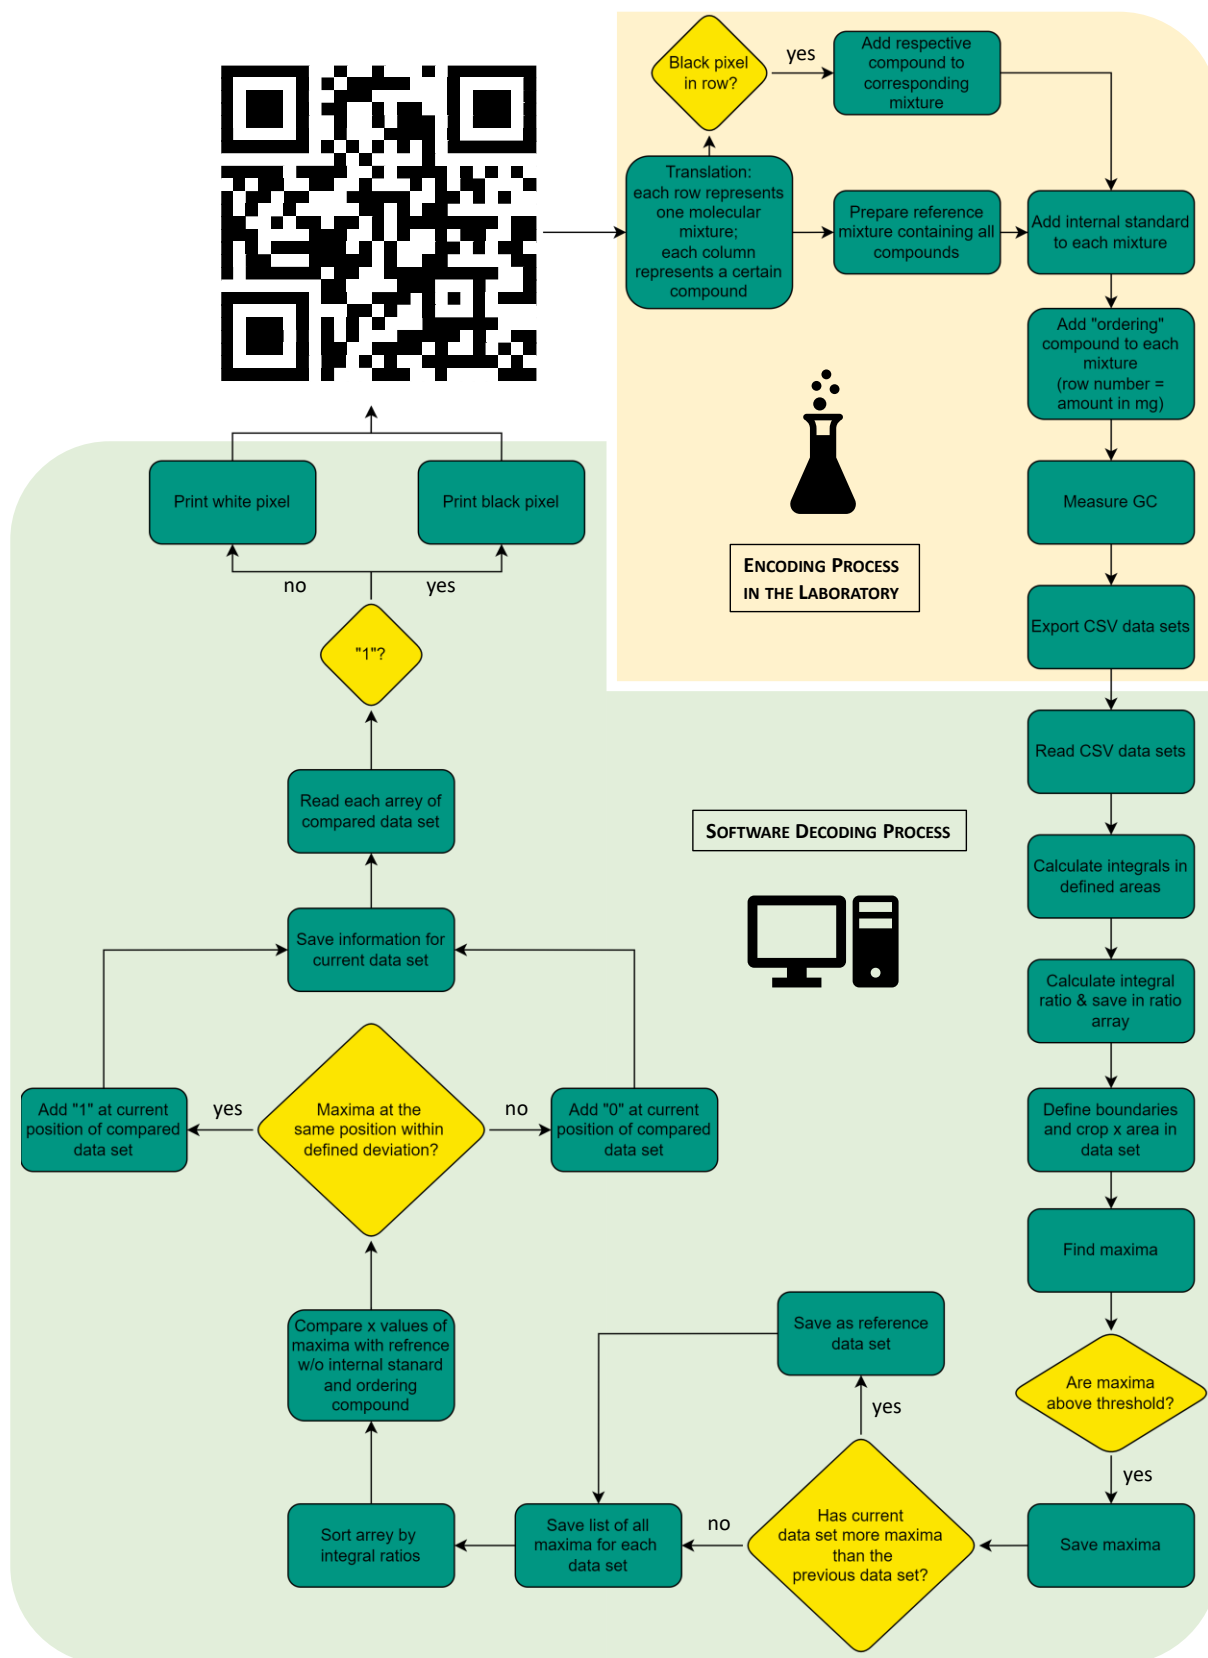 Black pixel
in row?
yes
Add respective
compound to
corresponding
mixture
Translation:
each row represents
one molecular
mixture;
each column
represents a certain
compound
Prepare reference
mixture containing all
compounds
Add internal standard
to each mixture
Add "ordering"
compound to each
mixture
(row number =
amount in mg)
Measure GC
Export CSV data sets
ENCODING PROCESS
IN THE LABORATORY
Read CSV data sets
SOFTWARE DECODING PROCESS
Calculate integrals in
defined areas
Calculate integral
ratio & save in ratio
array
Define boundaries
and crop x area in
data set
Find maxima
Are maxima
above threshold?
yes
Save maxima
Has current
data set more maxima
than the
previous data set?
yes
Save as reference
data set
no
Save list of all
maxima for each
data set
Sort arrey by
integral ratios
Compare x values of
maxima with refrence
w/o internal stanard
and ordering
compound
Maxima at the
same position within
defined deviation?
yes
Add "1" at current
position of compared
data set
no
Add "0" at current
position of compared
data set
Save information for
current data set
Read each arrey of
compared data set
"1"?
no
yes
Print white pixel
Print black pixel